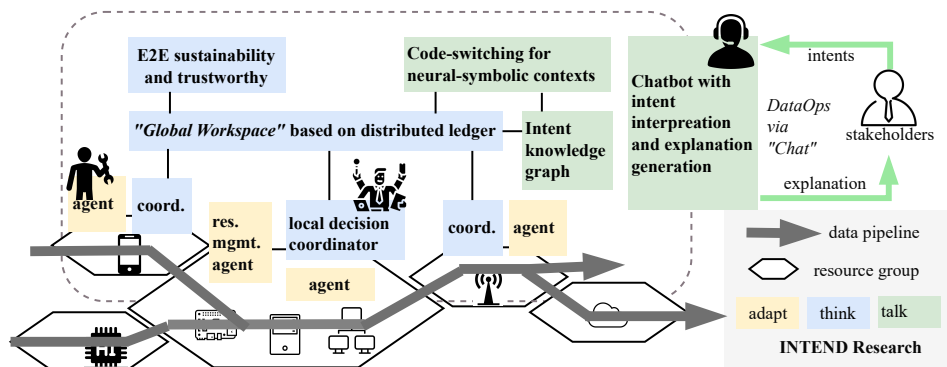 E2E sustainability
and trustworthy
Code-switching for
neural-symbolic contexts
Chatbot with
intent
interpreation
and explanation
generation
intents
DataOps
via
"Chat"
stakeholders
explanation
"Global Workspace" based on distributed ledger
Intent
knowledge
graph
agent
coord.
res.
mgmt.
agent
local decision
coordinator
agent
coord.
agent
data pipeline
resource group
adapt
think
talk
INTEND Research